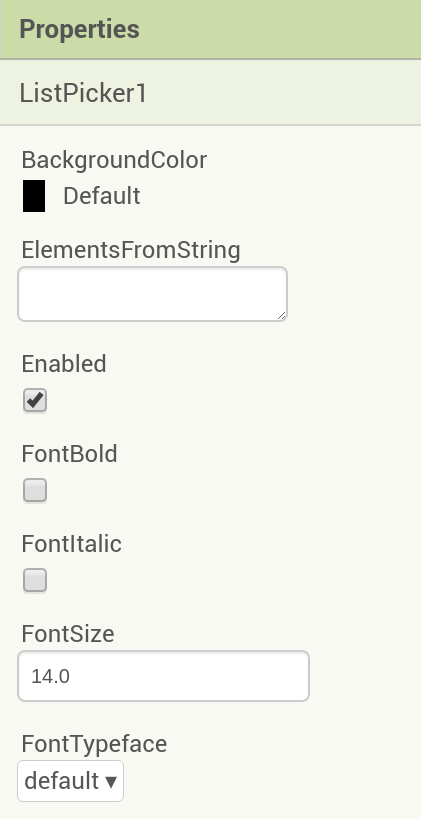 Properties
ListPicker1
BackgroundColor
Default
ElementsFromString
Enabled
FontBold
FontItalic
FontSize
14.0
FontTypeface
default ▾